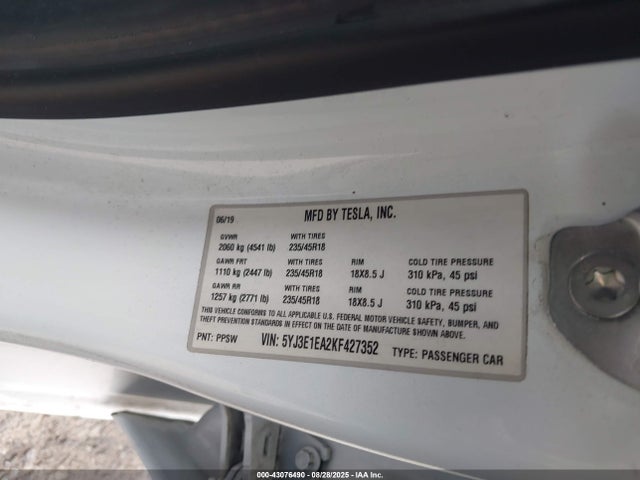 06/19 MFD BY TESLA, INC.
GVWR WITH TIRES
2060 kg (4541 lb) 235/45R18
GAWR FRT WITH TIRES RIM COLD TIRE PRESSURE
1110 kg (2447 lb) 235/45R18 18X8.5 J 310 kPa, 45 psi
GAWR RR WITH TIRES RIM COLD TIRE PRESSURE
1257 kg (2771 lb) 235/45R18 18X8.5 J 310 kPa, 45 psi
THIS VEHICLE CONFORMS TO ALL APPLICABLE U.S. FEDERAL MOTOR VEHICLE SAFETY, BUMPER, AND
THEFT PREVENTION STANDARDS IN EFFECT ON THE DATE OF MANUFACTURE SHOWN ABOVE.
PNT: PPSW VIN: 5YJ3E1EA2KF427352 TYPE: PASSENGER CAR
000-43076490 - 08/28/2025 - IAA Inc.